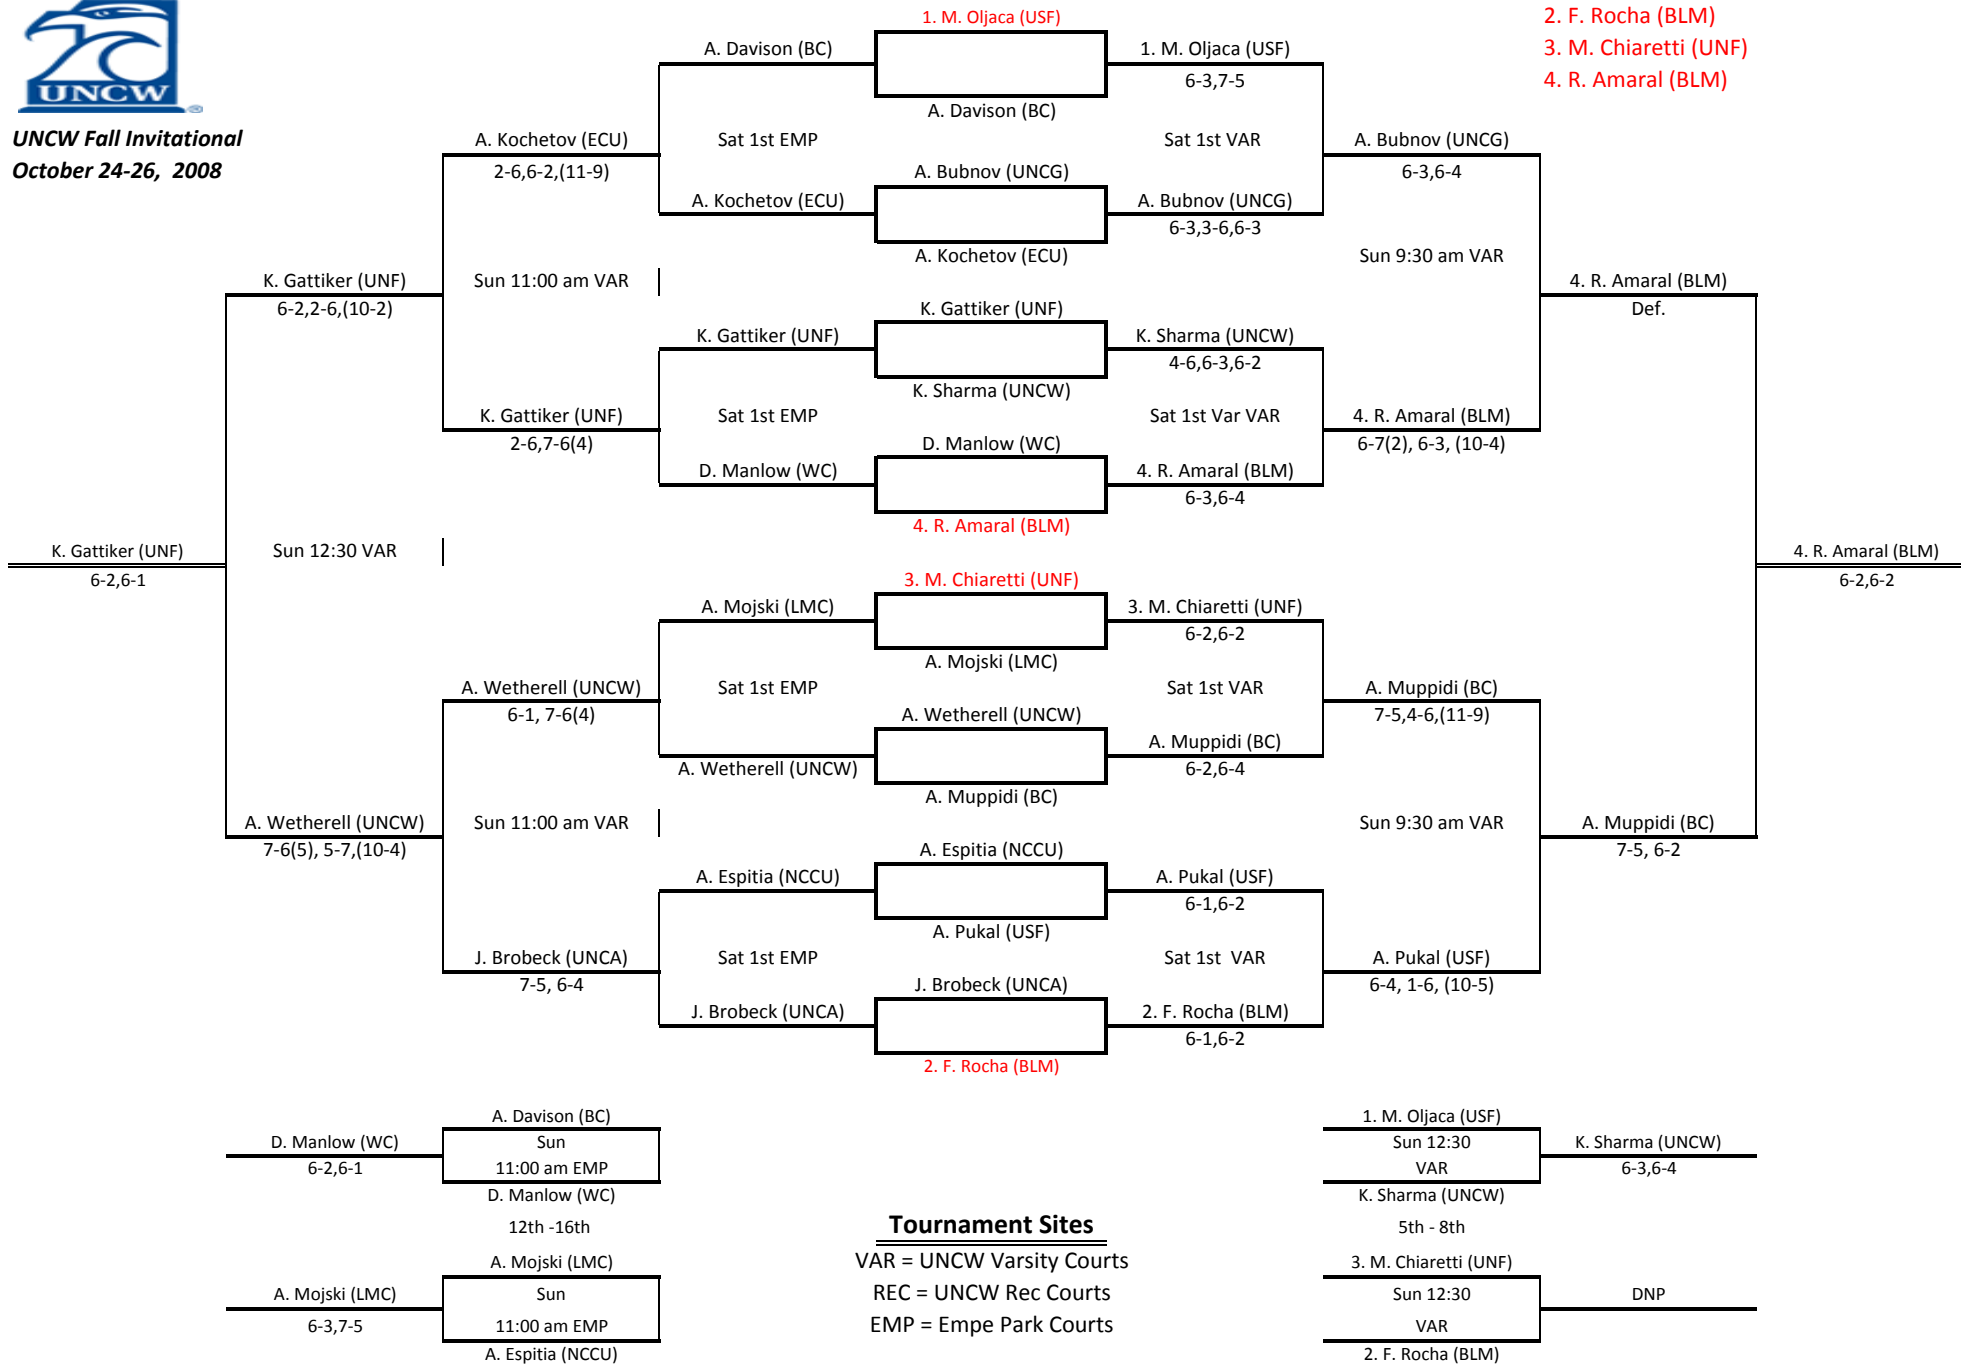 UNCW
®
UNCW Fall Invitational
October 24-26, 2008
2. F. Rocha (BLM)
3. M. Chiaretti (UNF)
4. R. Amaral (BLM)
1. M. Oljaca (USF)
A. Davison (BC)
1. M. Oljaca (USF)
6-3,7-5
A. Davison (BC)
A. Kochetov (ECU)
Sat 1st EMP
Sat 1st VAR
A. Bubnov (UNCG)
2-6,6-2,(11-9)
A. Bubnov (UNCG)
6-3,6-4
A. Kochetov (ECU)
A. Bubnov (UNCG)
6-3,3-6,6-3
A. Kochetov (ECU)
Sun 9:30 am VAR
K. Gattiker (UNF)
Sun 11:00 am VAR
4. R. Amaral (BLM)
6-2,2-6,(10-2)
K. Gattiker (UNF)
Def.
K. Gattiker (UNF)
K. Sharma (UNCW)
4-6,6-3,6-2
K. Sharma (UNCW)
K. Gattiker (UNF)
Sat 1st EMP
Sat 1st Var VAR
4. R. Amaral (BLM)
2-6,7-6(4)
D. Manlow (WC)
6-7(2), 6-3, (10-4)
D. Manlow (WC)
4. R. Amaral (BLM)
6-3,6-4
4. R. Amaral (BLM)
K. Gattiker (UNF)
Sun 12:30 VAR
4. R. Amaral (BLM)
6-2,6-1
3. M. Chiaretti (UNF)
6-2,6-2
A. Mojski (LMC)
3. M. Chiaretti (UNF)
6-2,6-2
A. Mojski (LMC)
A. Wetherell (UNCW)
Sat 1st EMP
Sat 1st VAR
A. Muppidi (BC)
6-1, 7-6(4)
A. Wetherell (UNCW)
7-5,4-6,(11-9)
A. Wetherell (UNCW)
A. Muppidi (BC)
6-2,6-4
A. Muppidi (BC)
A. Wetherell (UNCW)
Sun 11:00 am VAR
Sun 9:30 am VAR
A. Muppidi (BC)
7-6(5), 5-7,(10-4)
A. Espitia (NCCU)
7-5, 6-2
A. Espitia (NCCU)
A. Pukal (USF)
6-1,6-2
A. Pukal (USF)
J. Brobeck (UNCA)
Sat 1st EMP
Sat 1st VAR
A. Pukal (USF)
7-5, 6-4
J. Brobeck (UNCA)
6-4, 1-6, (10-5)
J. Brobeck (UNCA)
2. F. Rocha (BLM)
6-1,6-2
2. F. Rocha (BLM)
A. Davison (BC)
1. M. Oljaca (USF)
D. Manlow (WC)
Sun
Sun 12:30
K. Sharma (UNCW)
6-2,6-1
11:00 am EMP
VAR
6-3,6-4
D. Manlow (WC)
K. Sharma (UNCW)
12th -16th
Tournament Sites
5th - 8th
A. Mojski (LMC)
VAR = UNCW Varsity Courts
3. M. Chiaretti (UNF)
A. Mojski (LMC)
Sun
REC = UNCW Rec Courts
Sun 12:30
DNP
6-3,7-5
11:00 am EMP
EMP = Empe Park Courts
VAR
A. Espitia (NCCU)
2. F. Rocha (BLM)